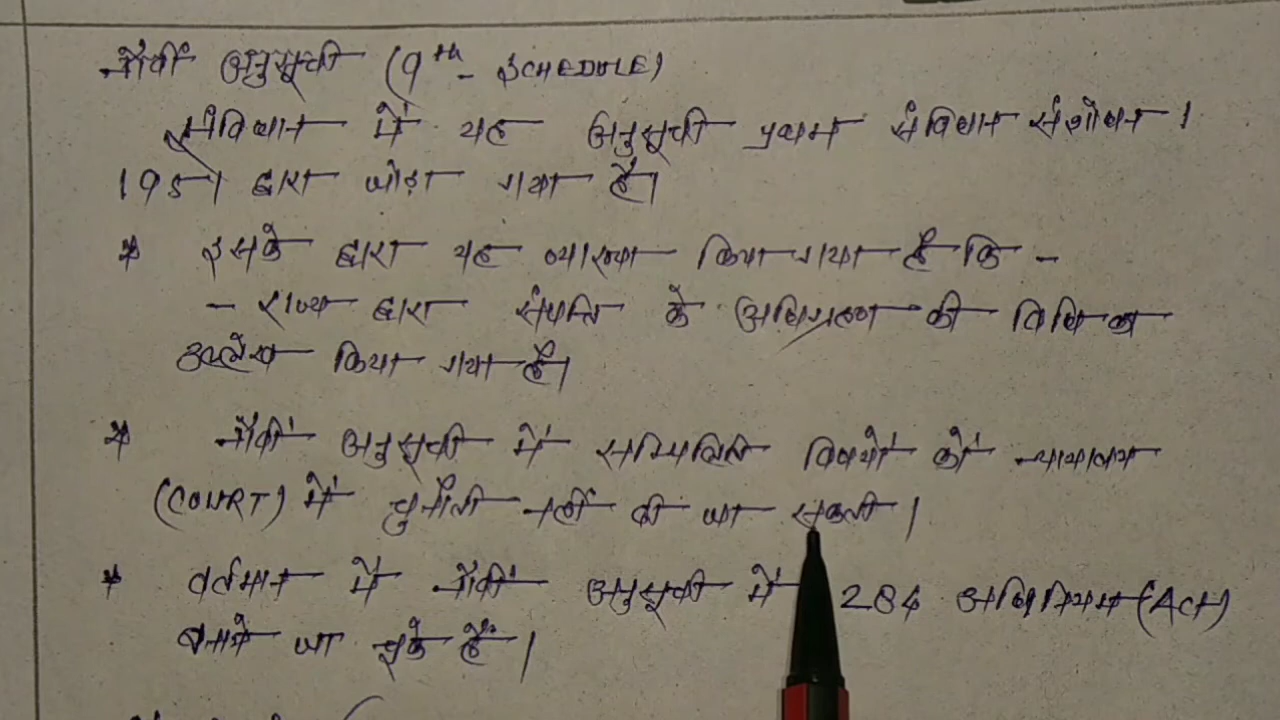 नौवीं अनुसूची (9th - SCHEDULE)
संविधान में यह अनुसूची प्रथम संविधान संशोधन।
1951 द्वारा जोड़ा गया है।
* इसके द्वारा यह व्याख्या किया गया है कि -
- राज्य द्वारा संपत्ति के अधिग्रहण की विधि का
उल्लेख किया गया है।
* नौवीं अनुसूची में सम्मिलित विषयों को न्यायालय
(COURT) में चुनौती नहीं दी जा सकती।
* वर्तमान में नौवीं अनुसूची में 284 अधिनियम (Act)
बनाये जा चुके हैं।